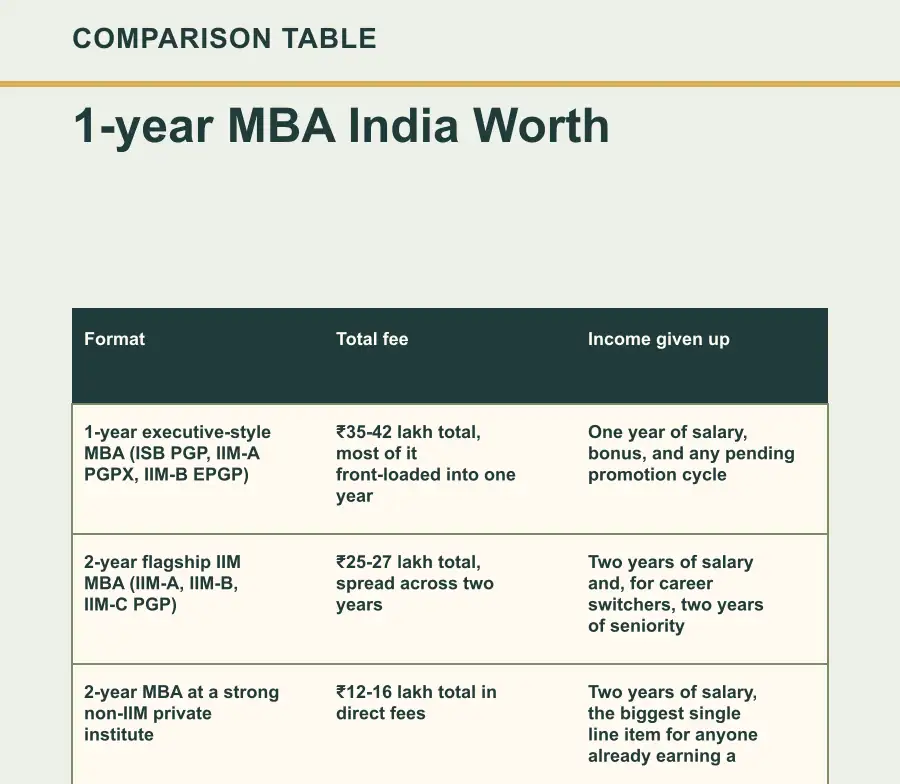 COMPARISON TABLE
1-year MBA India Worth
Format
Total fee
Income given up
1-year executive-style
MBA (ISB PGP, IIM-A
PGPX, IIM-B EPGP)
₹35-42 lakh total,
most of it
front-loaded into one
year
One year of salary,
bonus, and any pending
promotion cycle
2-year flagship IIM
MBA (IIM-A, IIM-B,
IIM-C PGP)
₹25-27 lakh total,
spread across two
years
Two years of salary
and, for career
switchers, two years
of seniority
2-year MBA at a strong
non-IIM private
institute
₹12-16 lakh total in
direct fees
Two years of salary,
the biggest single
line item for anyone
already earning a